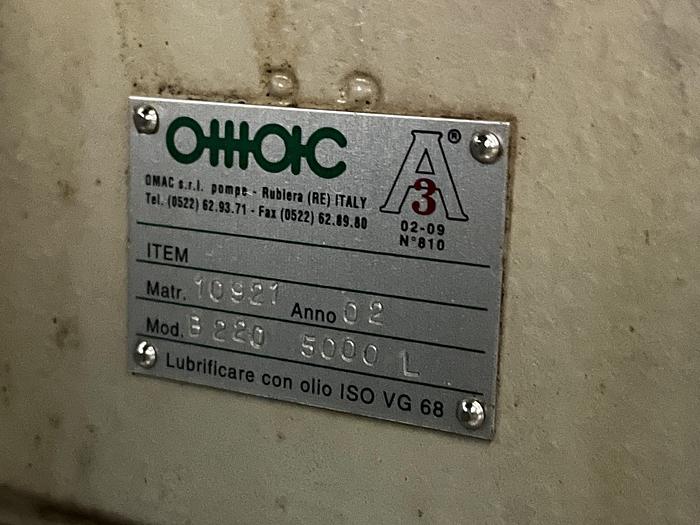 OMAC
A ®
3
OMAC s.r.l. pompe - Rubiera (RE) ITALY
Tel. (0522) 62.93.71 - Fax (0522) 62.89.80
02-09
N°810
ITEM
Matr. 10921 Anno 02
Mod. B 220 5000 L
Lubrificare con olio ISO VG 68